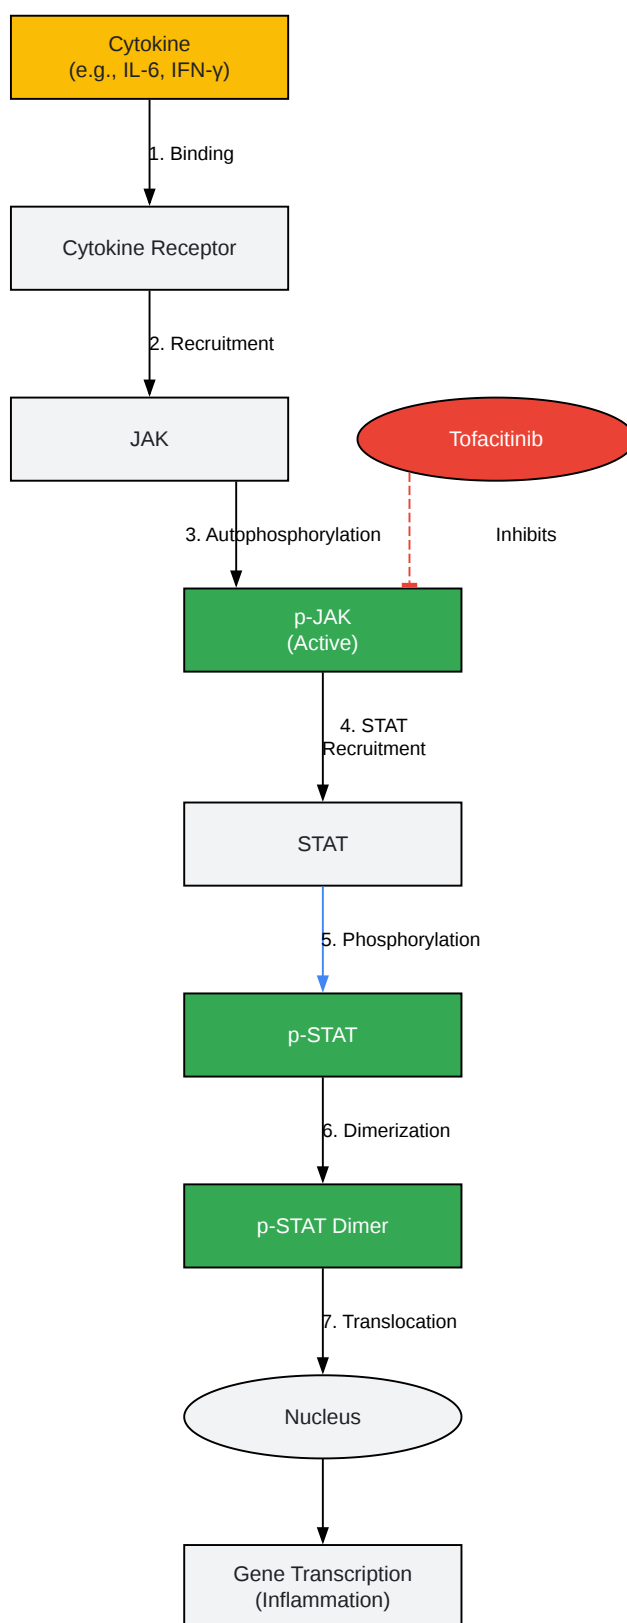 Cytokine
(e.g., IL-6, IFN-γ)
1. Binding
Cytokine Receptor
2. Recruitment
JAK
Tofacitinib
3. Autophosphorylation
Inhibits
p-JAK
(Active)
4. STAT
Recruitment
STAT
5. Phosphorylation
p-STAT
6. Dimerization
p-STAT Dimer
7. Translocation
Nucleus
Gene Transcription
(Inflammation)